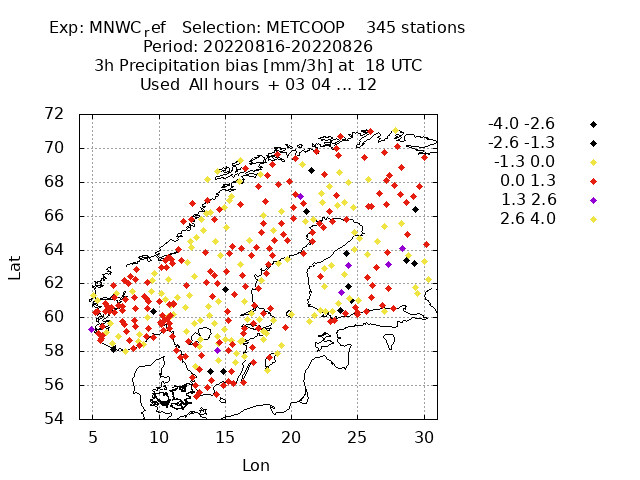 Exp: MNWC_ref   Selection: METCOOP    345 stations
Period: 20220816-20220826
3h Precipitation bias [mm/3h] at  18 UTC
Used  All hours  + 03 04 ... 12
72
70
68
66
64
62
60
58
56
54
Lat
5 10 15 20 25 30
Lon
-4.0 -2.6
-2.6 -1.3
-1.3 0.0
0.0 1.3
1.3 2.6
2.6 4.0